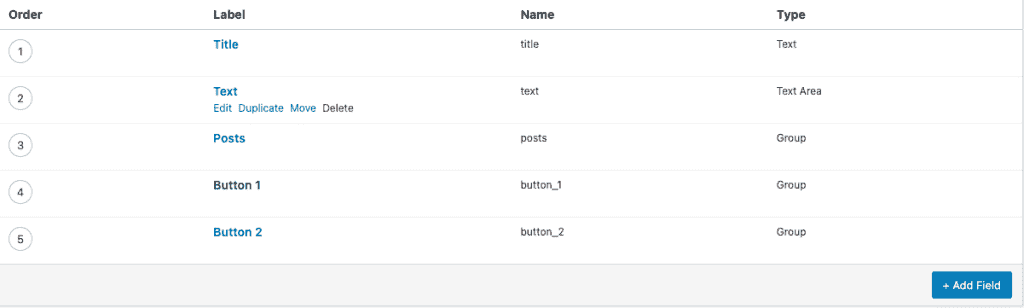 Order Label Name Type
1 Title title Text
2 Text text Text Area
Edit Duplicate Move Delete
3 Posts posts Group
4 Button 1 button_1 Group
5 Button 2 button_2 Group
+ Add Field